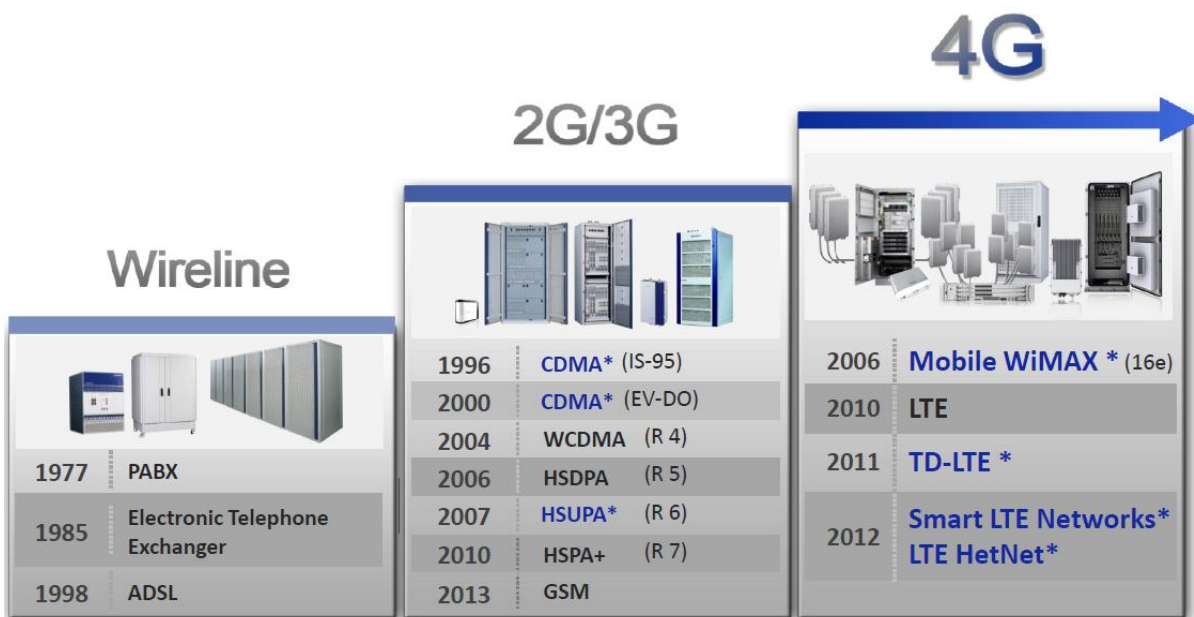 4G
2G/3G
Wireline
1977 PABX
1985 Electronic Telephone
Exchanger
1998 ADSL
1996 CDMA* (IS-95)
2000 CDMA* (EV-DO)
2004 WCDMA (R 4)
2006 HSDPA (R 5)
2007 HSUPA* (R 6)
2010 HSPA+ (R 7)
2013 GSM
2006 Mobile WiMAX * (16e)
2010 LTE
2011 TD-LTE *
2012 Smart LTE Networks*
LTE HetNet*